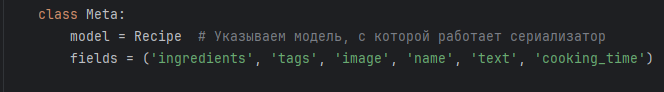 class Meta:
model = Recipe  # Указываем модель, с которой работает сериализатор
fields = ('ingredients', 'tags', 'image', 'name', 'text', 'cooking_time')